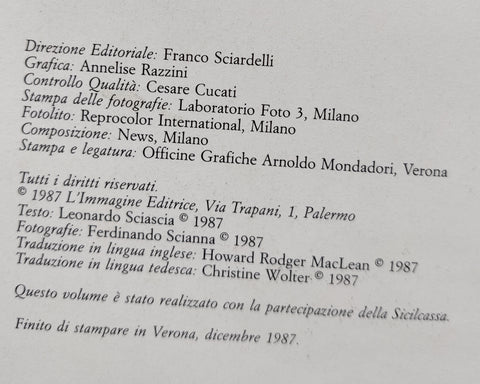 Direzione Editoriale: Franco Sciardelli
Grafica: Annelise Razzini
Controllo Qualità: Cesare Cucati
Stampa delle fotografie: Laboratorio Foto 3, Milano
Fotolito: Reprocolor International, Milano
Composizione: News, Milano
Stampa e legatura: Officine Grafiche Arnoldo Mondadori, Verona
Tutti i diritti riservati.
© 1987 L'Immagine Editrice, Via Trapani, 1, Palermo
Testo: Leonardo Sciascia © 1987
Fotografie: Ferdinando Scianna © 1987
Traduzione in lingua inglese: Howard Rodger MacLean © 1987
Traduzione in lingua tedesca: Christine Wolter © 1987
Questo volume è stato realizzato con la partecipazione della Sicilcassa.
Finito di stampare in Verona, dicembre 1987.